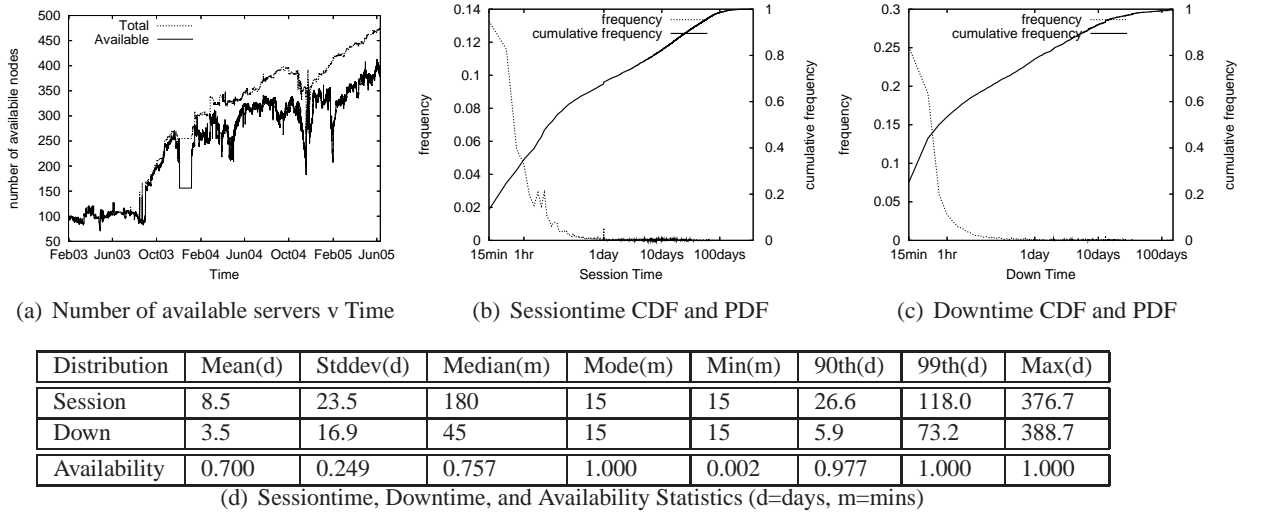 500
450
400
350
300
250
200
150
100
50
number of availabile nodes
Total
Available
Feb03 Jun03 Oct03 Feb04 Jun04 Oct04 Feb05 Jun05
Time
(a) Number of available servers v Time
0.14
0.12
0.1
0.08
0.06
0.04
0.02
0
frequency
frequency
cumulative frequency
1
0.8
0.6
0.4
0.2
0
cumulative frequency
15min 1hr 1day 10days 100days
Session Time
(b) Sessiontime CDF and PDF
0.3
0.25
0.2
0.15
0.1
0.05
0
frequency
frequency
cumulative frequency
1
0.8
0.6
0.4
0.2
0
cumulative frequency
15min 1hr 1day 10days 100days
Down Time
(c) Downtime CDF and PDF
Distribution Mean(d) Stddev(d) Median(m) Mode(m) Min(m) 90th(d) 99th(d) Max(d)
Session 8.5 23.5 180 15 15 26.6 118.0 376.7
Down 3.5 16.9 45 15 15 5.9 73.2 388.7
Availability 0.700 0.249 0.757 1.000 0.002 0.977 1.000 1.000
(d) Sessiontime, Downtime, and Availability Statistics (d=days, m=mins)